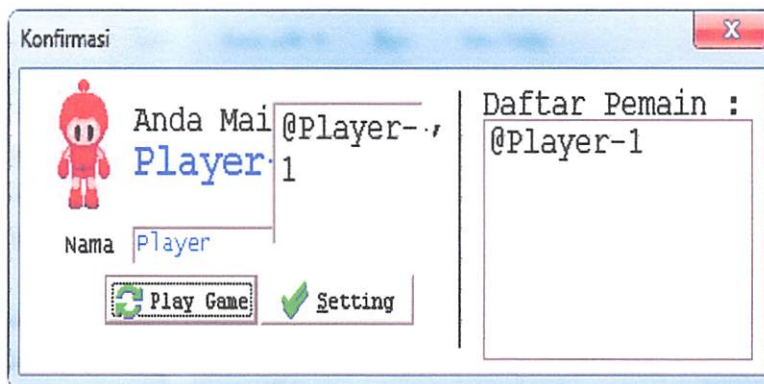 Konfirmasi
Anda Mai
Player-
@Player-
1
Nama Player
Play Game
Setting
Daftar Pemain :
@Player-1